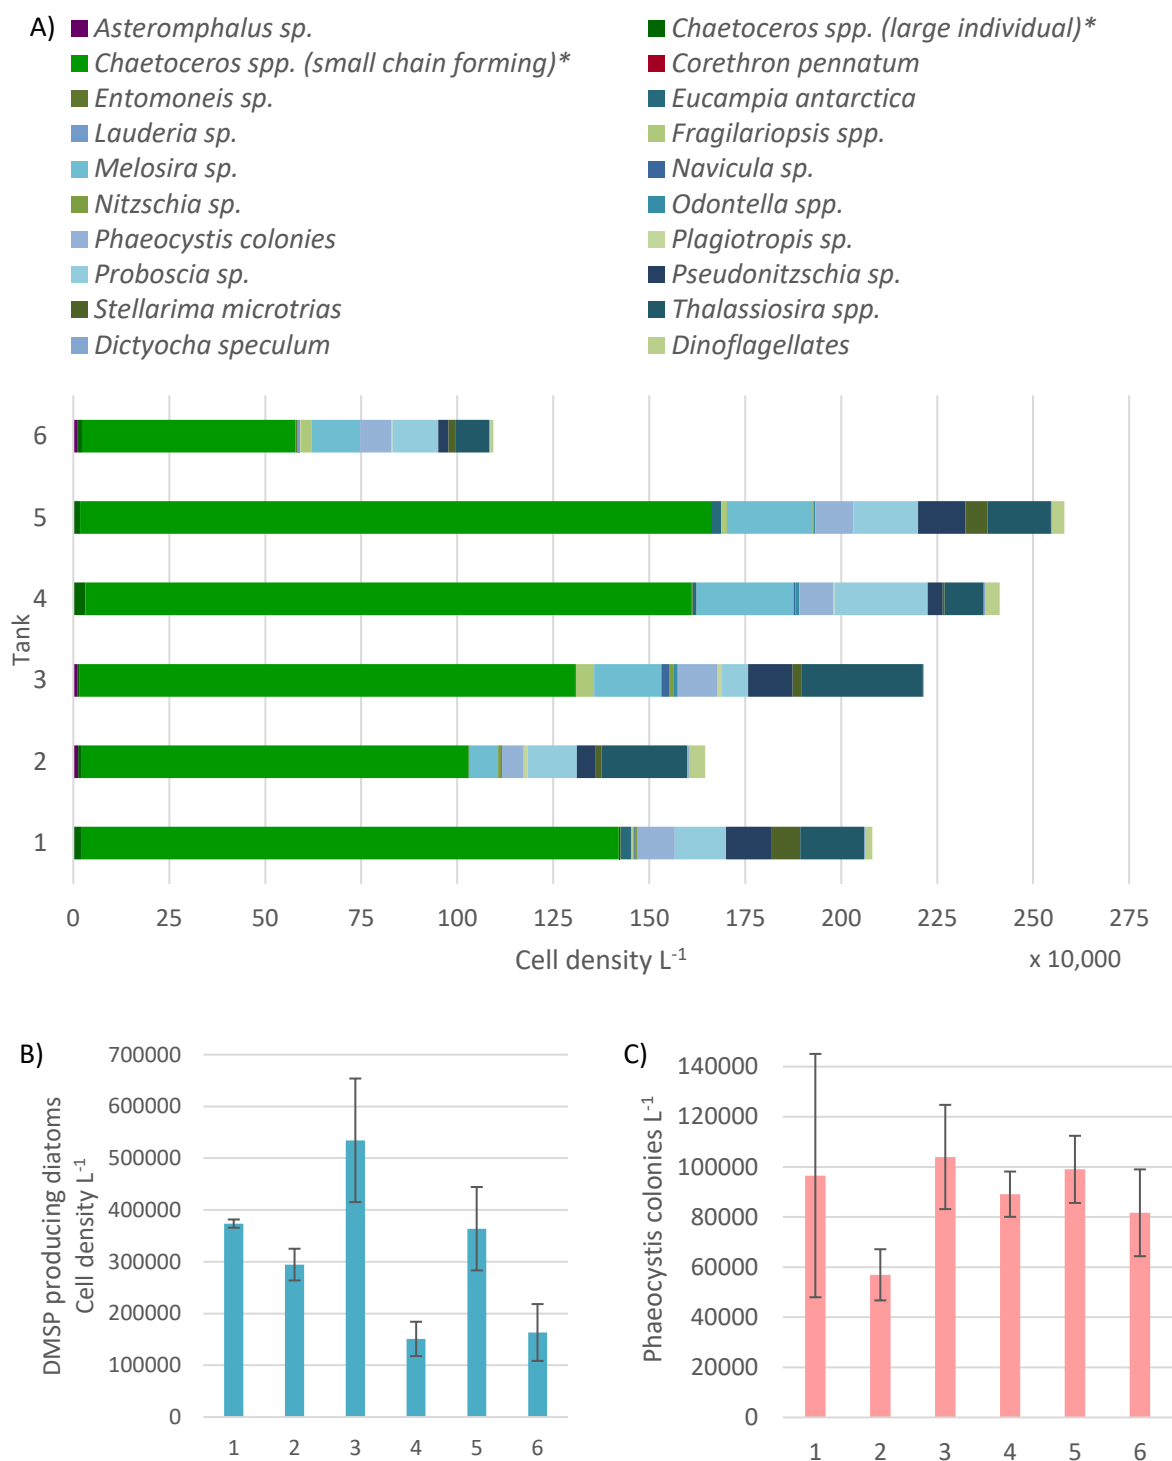 A)
Asteromphalus sp.
Chaetoceros spp. (large individual)*
Chaetoceros spp. (small chain forming)*
Corethron pennatum
Entomoneis sp.
Eucampia antarctica
Lauderia sp.
Fragilariopsis spp.
Melosira sp.
Navicula sp.
Nitzschia sp.
Odontella spp.
Phaeocystis colonies
Plagiotropis sp.
Proboscia sp.
Pseudonitzschia sp.
Stellarima microtrias
Thalassiosira spp.
Dictyocha speculum
Dinoflagellates
6
5
4
3
2
1
Tank
0 25 50 75 100 125 150 175 200 225 250 275
Cell density L⁻¹
x 10,000
B)
DMSP producing diatoms
Cell density L⁻¹
700000
600000
500000
400000
300000
200000
100000
0
1 2 3 4 5 6
C)
Phaeocystis colonies L⁻¹
140000
120000
100000
80000
60000
40000
20000
0
1 2 3 4 5 6